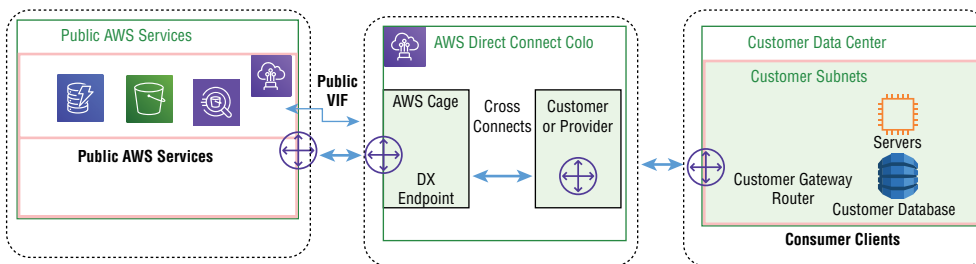 Public AWS Services
Public AWS Services
Public
VIF
AWS Direct Connect Colo
AWS Cage
DX
Endpoint
Cross
Connects
Customer
or Provider
Customer Data Center
Customer Subnets
Servers
Customer Gateway
Router
Customer Database
Consumer Clients